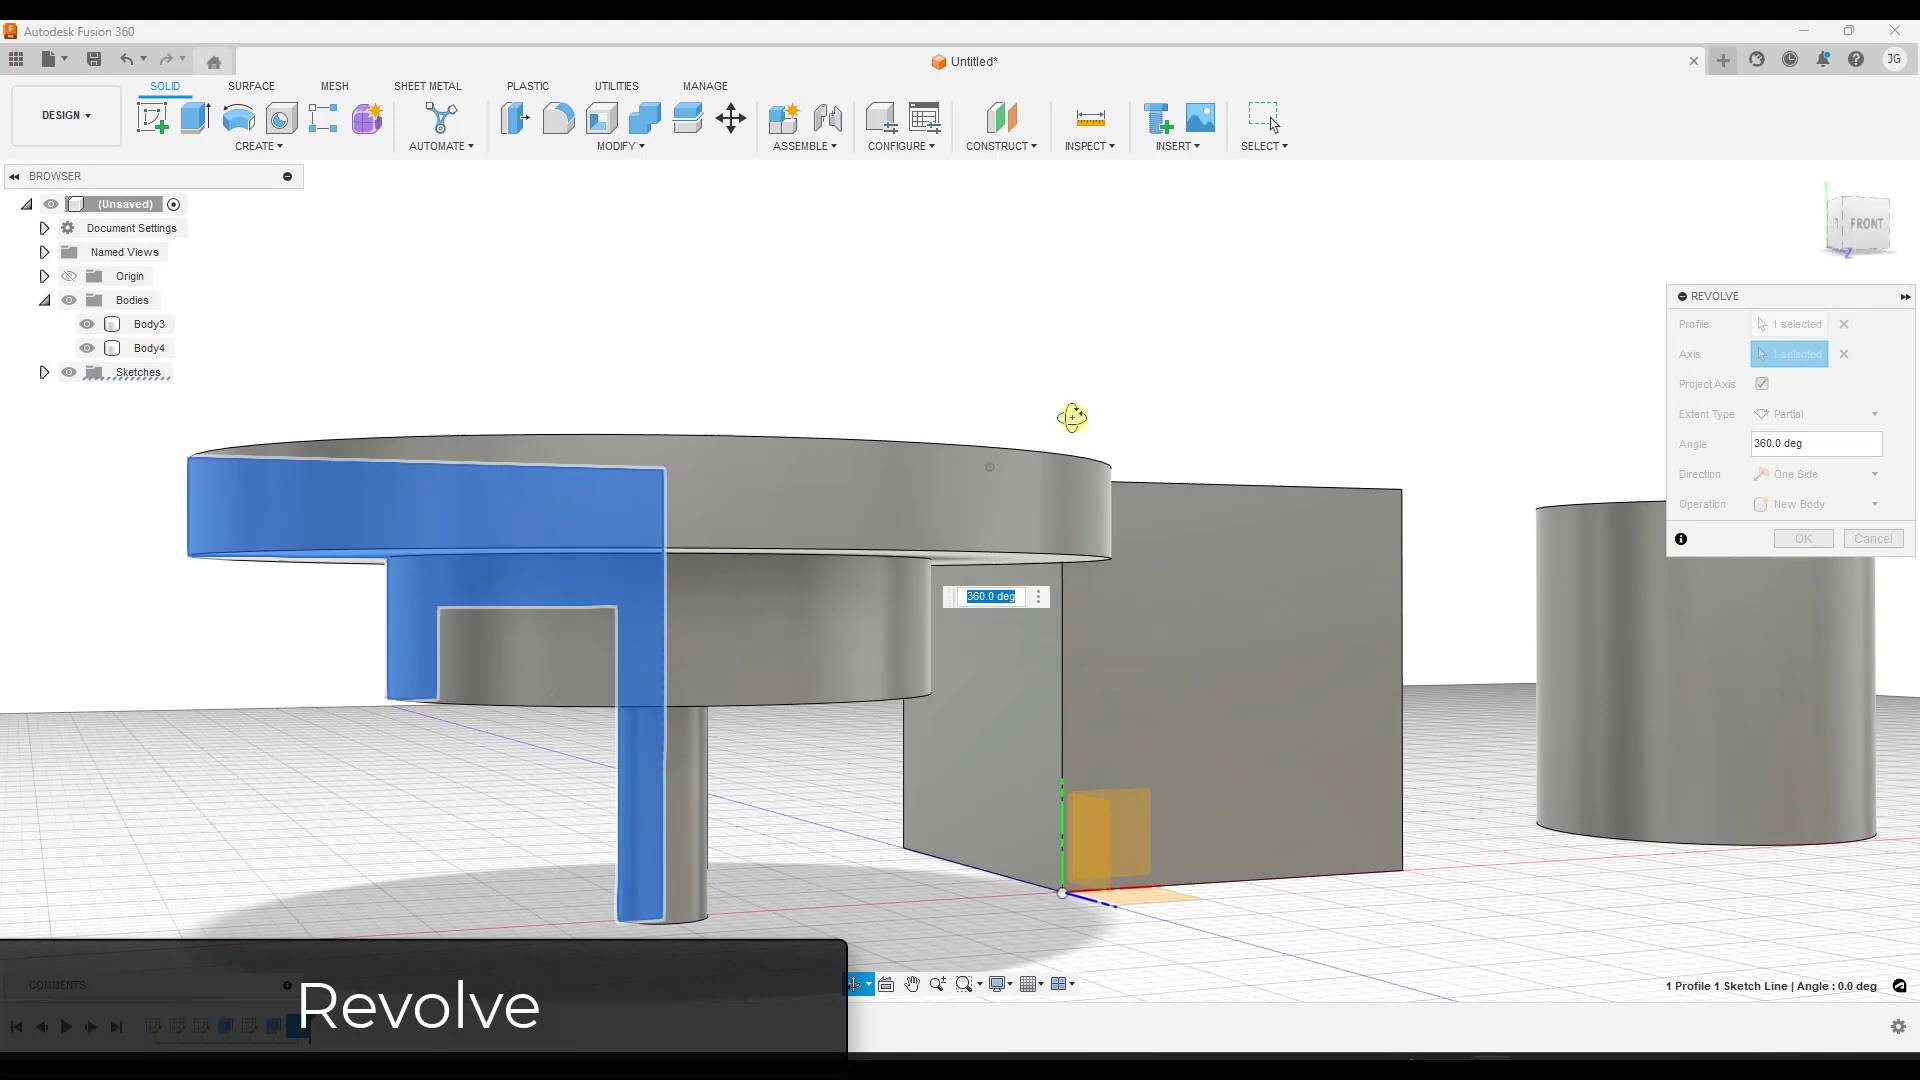 Autodesk Fusion 360
Untitled*
JG
DESIGN
SOLID
SURFACE
MESH
SHEET METAL
PLASTIC
UTILITIES
MANAGE
CREATE
AUTOMATE
MODIFY
ASSEMBLE
CONFIGURE
CONSTRUCT
INSPECT
INSERT
SELECT
BROWSER
(Unsaved)
Document Settings
Named Views
Origin
Bodies
Body3
Body4
Sketches
Y
FRONT
Z
REVOLVE
Profile 1 selected
Axis 1 selected
Project Axis
Extent Type Partial
Angle 360.0 deg
Direction One Side
Operation New Body
OK Cancel
360.0 deg
COMMENTS
Revolve
1 Profile 1 Sketch Line | Angle : 0.0 deg